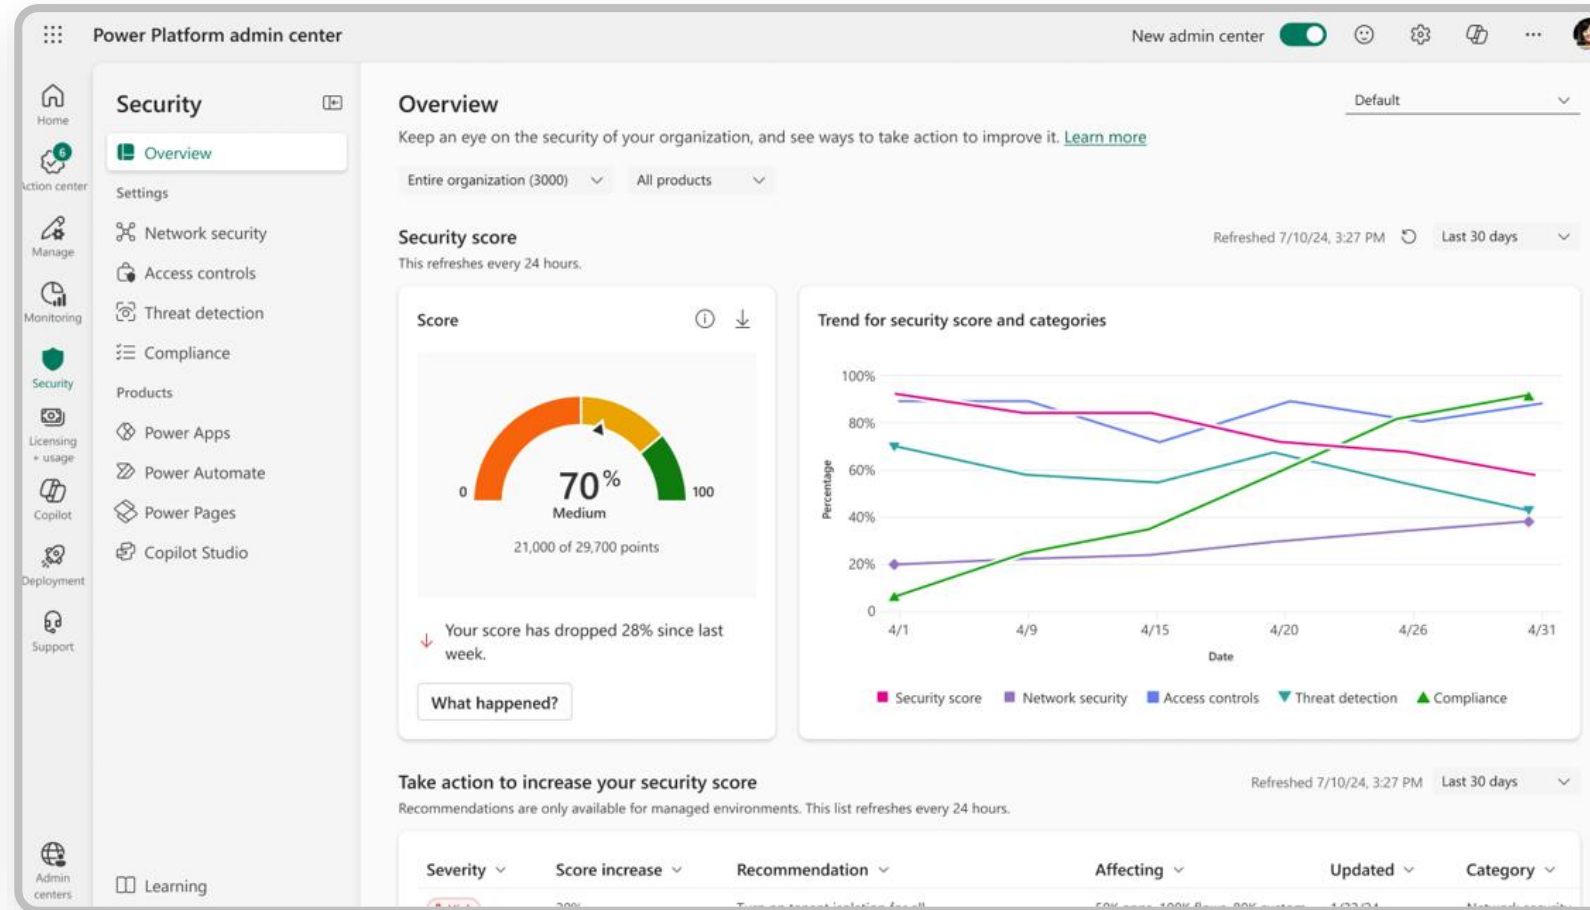 Power Platform admin center
New admin center
Home
6
Action center
Manage
Monitoring
Security
Licensing
+ usage
Copilot
Deployment
Support
Admin
centers
Security
Overview
Settings
Network security
Access controls
Threat detection
Compliance
Products
Power Apps
Power Automate
Power Pages
Copilot Studio
Learning
Overview
Default
Keep an eye on the security of your organization, and see ways to take action to improve it. Learn more
Entire organization (3000)
All products
Security score
Refreshed 7/10/24, 3:27 PM
Last 30 days
This refreshes every 24 hours.
Score
0
70%
100
Medium
21,000 of 29,700 points
Your score has dropped 28% since last
week.
What happened?
Trend for security score and categories
100%
80%
60%
40%
20%
0
Percentage
4/1 4/9 4/15 4/20 4/26 4/31
Date
Security score Network security Access controls Threat detection Compliance
Take action to increase your security score
Refreshed 7/10/24, 3:27 PM
Last 30 days
Recommendations are only available for managed environments. This list refreshes every 24 hours.
Severity Score increase Recommendation Affecting Updated Category